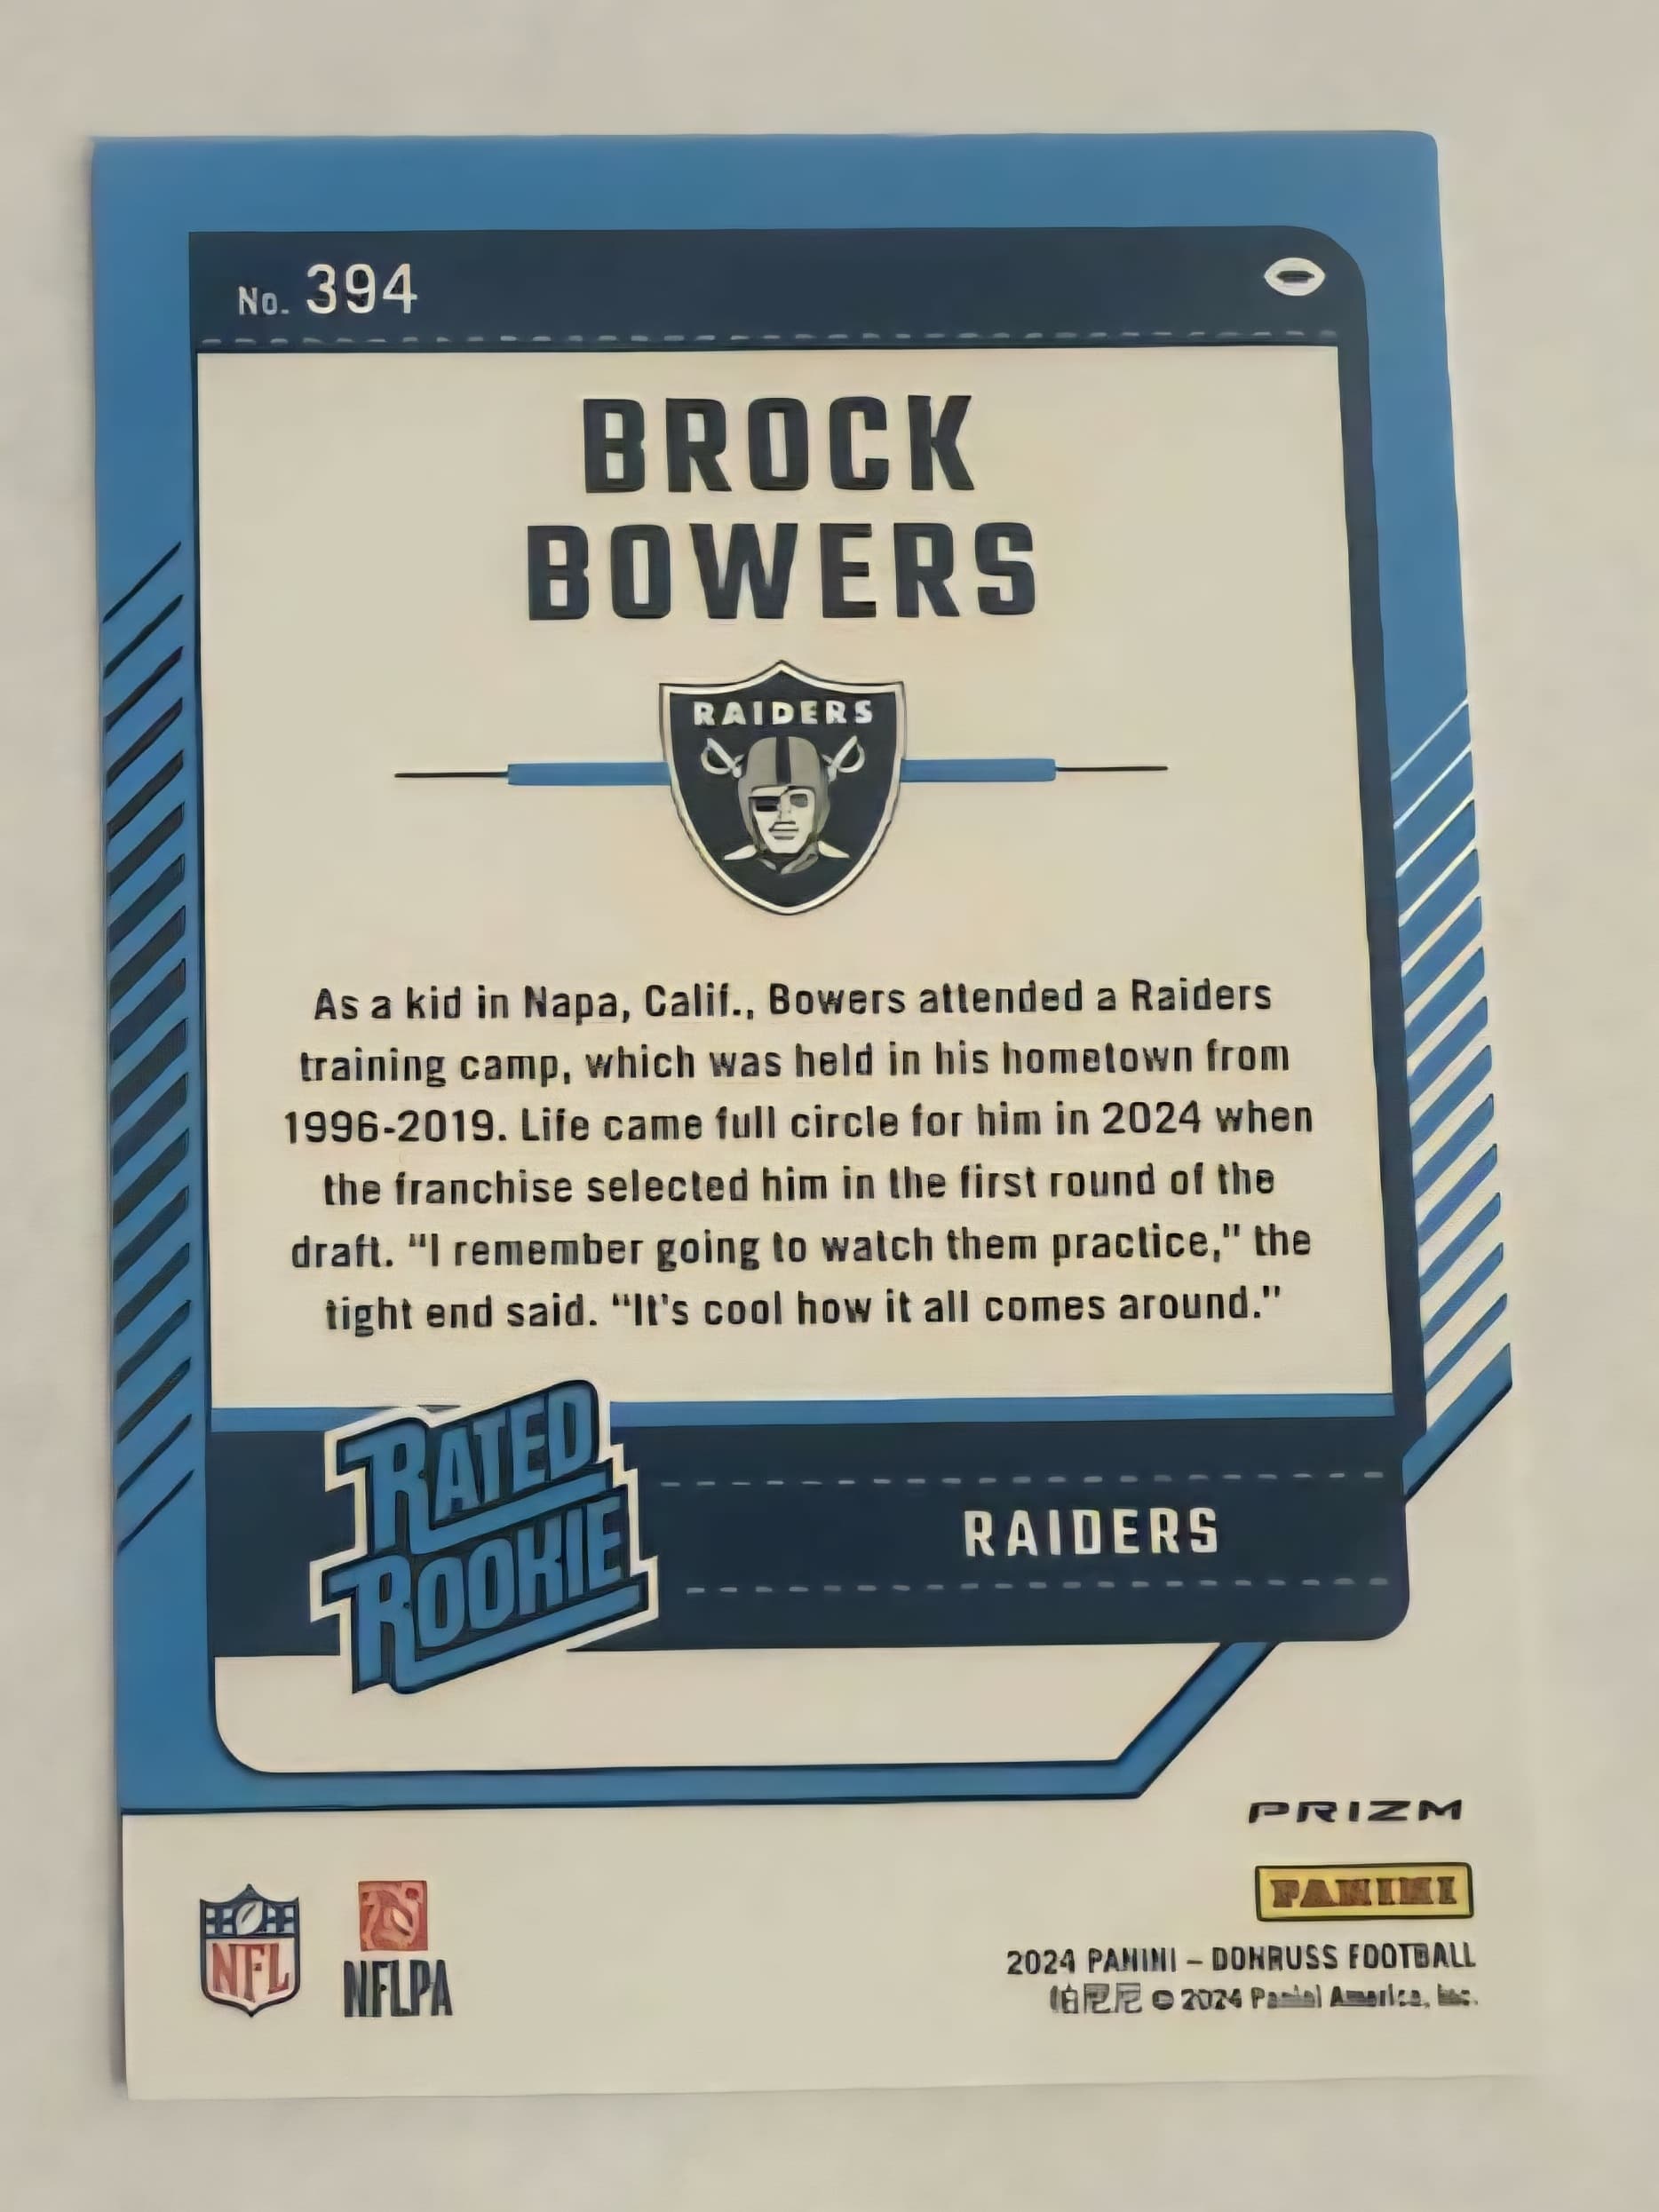 No. 394
BROCK
BOWERS
RAIDERS
As a kid in Napa, Calif., Bowers attended a Raiders
training camp, which was held in his hometown from
1996-2019. Life came full circle for him in 2024 when
the franchise selected him in the first round of the
draft. "I remember going to watch them practice," the
tight end said. "It's cool how it all comes around."
RATED
ROOKIE
RAIDERS
PRIZM
PANINI
NFL
NFLPA
2024 PANINI – DONRUSS FOOTBALL
© 2024 Panini America, Inc.